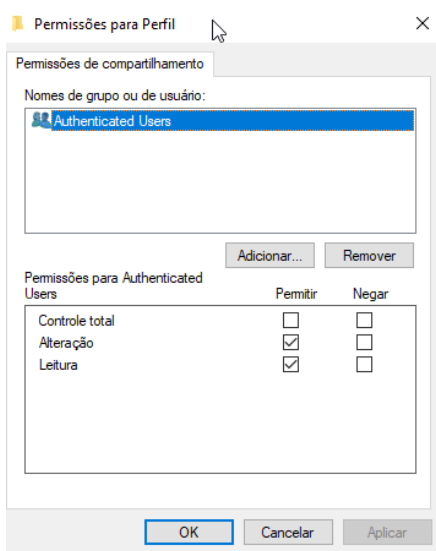 Permissões para Perfil
Permissões de compartilhamento
Nomes de grupo ou de usuário:
Authenticated Users
Adicionar...
Remover
Permissões para Authenticated
Users
Permitir
Negar
Controle total
Alteração
Leitura
OK
Cancelar
Aplicar